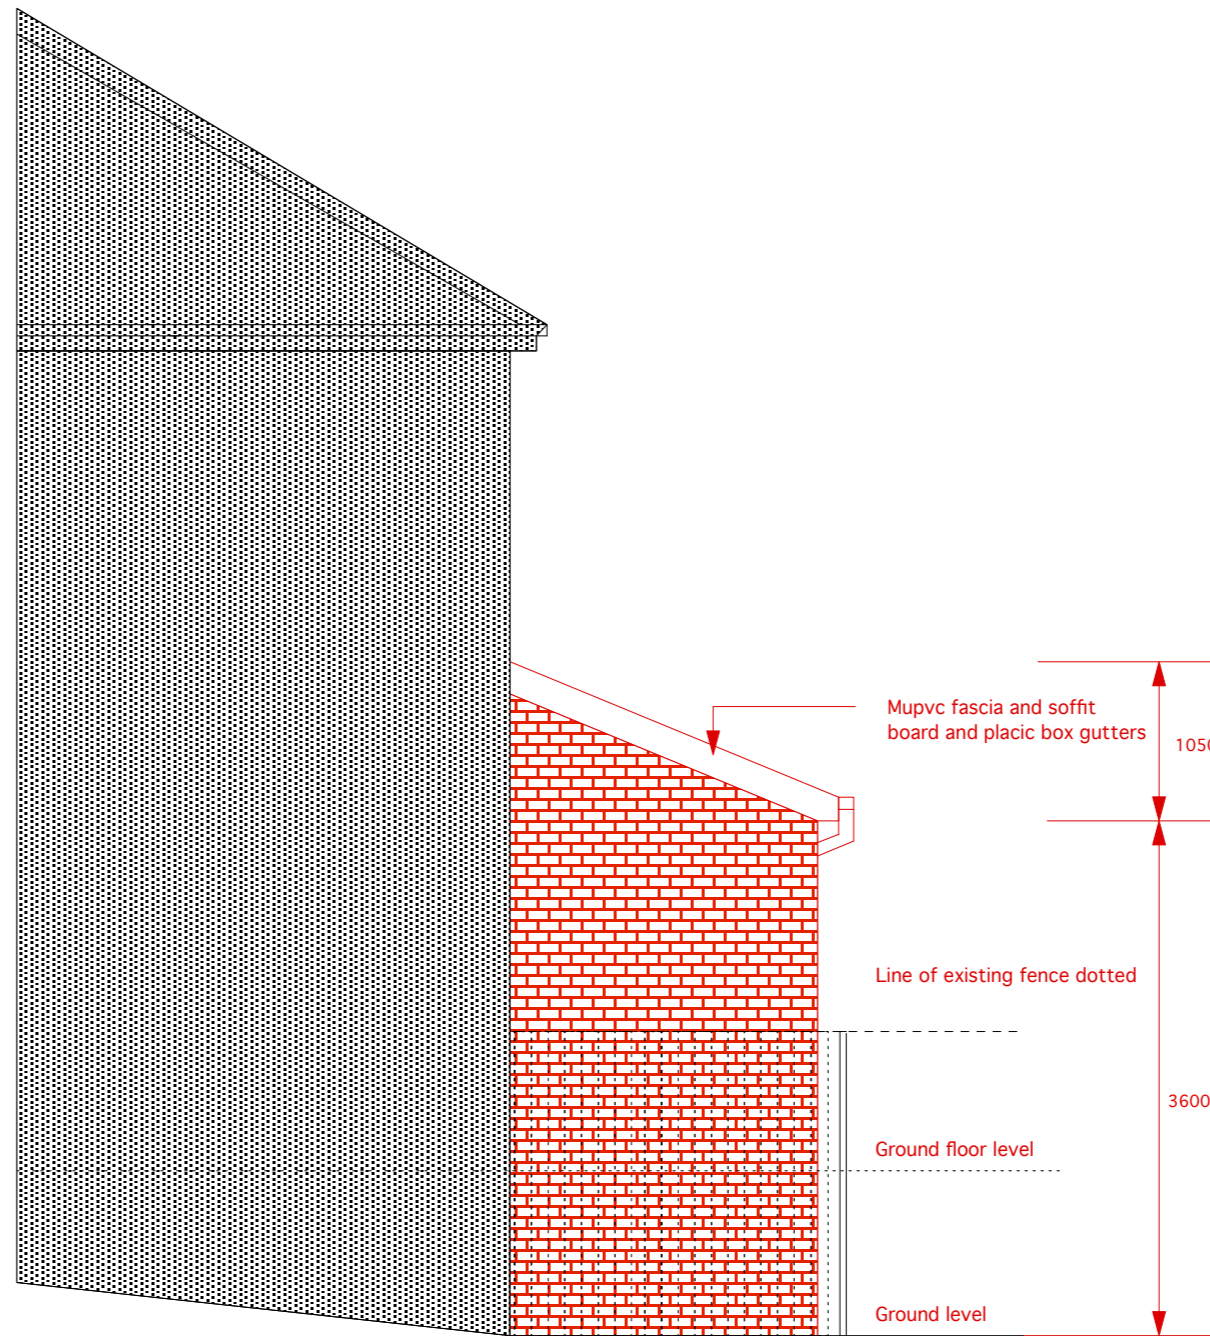 Mupvc fascia and soffit
board and placic box gutters
1050
Line of existing fence dotted
3600
Ground floor level
Ground level